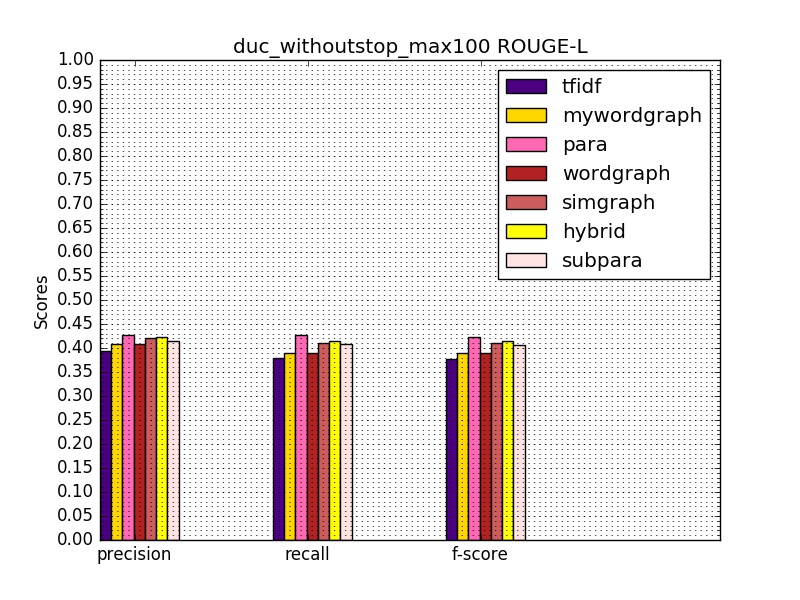 duc_withoutstop_max100 ROUGE-L
1.00
0.95
0.90
0.85
0.80
0.75
0.70
0.65
0.60
0.55
0.50
0.45
0.40
0.35
0.30
0.25
0.20
0.15
0.10
0.05
0.00
Scores
tfidf
mywordgraph
para
wordgraph
simgraph
hybrid
subpara
precision recall f-score